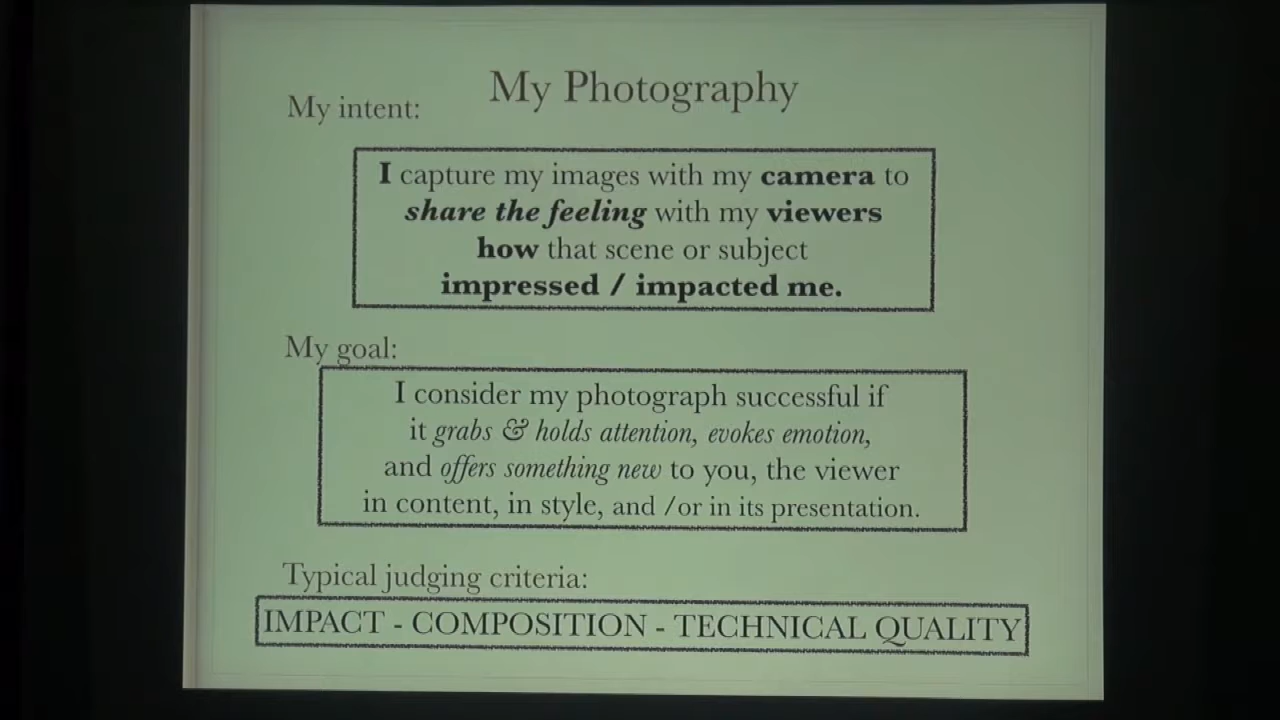 My Photography
My intent:
I capture my images with my camera to
share the feeling with my viewers
how that scene or subject
impressed / impacted me.
My goal:
I consider my photograph successful if
it grabs & holds attention, evokes emotion,
and offers something new to you, the viewer
in content, in style, and /or in its presentation.
Typical judging criteria:
IMPACT - COMPOSITION - TECHNICAL QUALITY